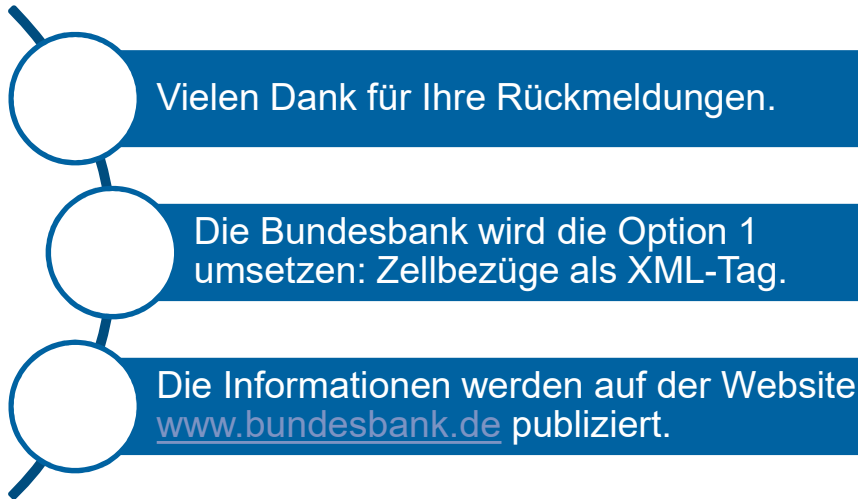 Vielen Dank für Ihre Rückmeldungen.
Die Bundesbank wird die Option 1
umsetzen: Zellbezüge als XML-Tag.
Die Informationen werden auf der Website
www.bundesbank.de publiziert.